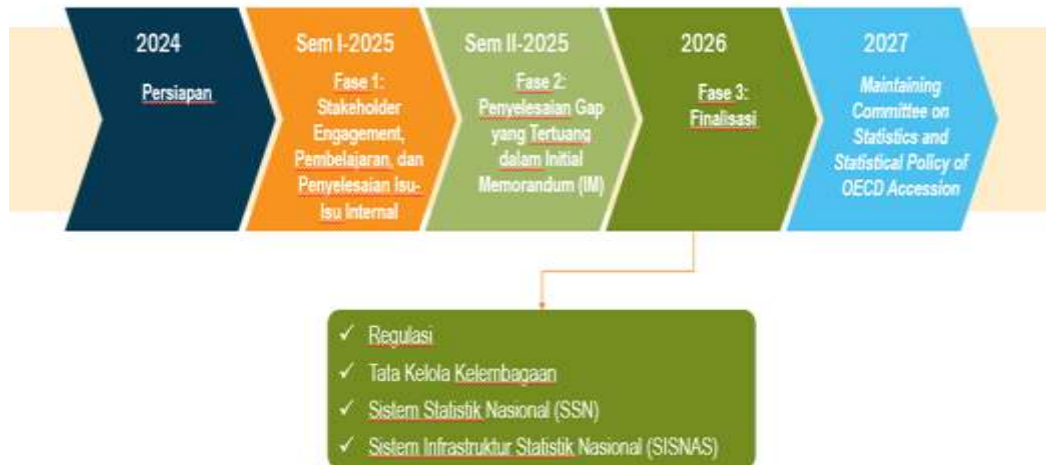 2024
Persiapan
Sem I-2025
Fase 1:
Stakeholder
Engagement,
Pembelajaran, dan
Penyelesaian Isu-
Isu Internal
Sem II-2025
Fase 2:
Penyelesaian Gap
yang Tertuang
dalam Initial
Memorandum (IM)
2026
Fase 3:
Finalisasi
2027
Maintaining
Committee on
Statistics and
Statistical Policy of
OECD Accession
✓ Regulasi
✓ Tata Kelola Kelembagaan
✓ Sistem Statistik Nasional (SSN)
✓ Sistem Infrastruktur Statistik Nasional (SISNAS)